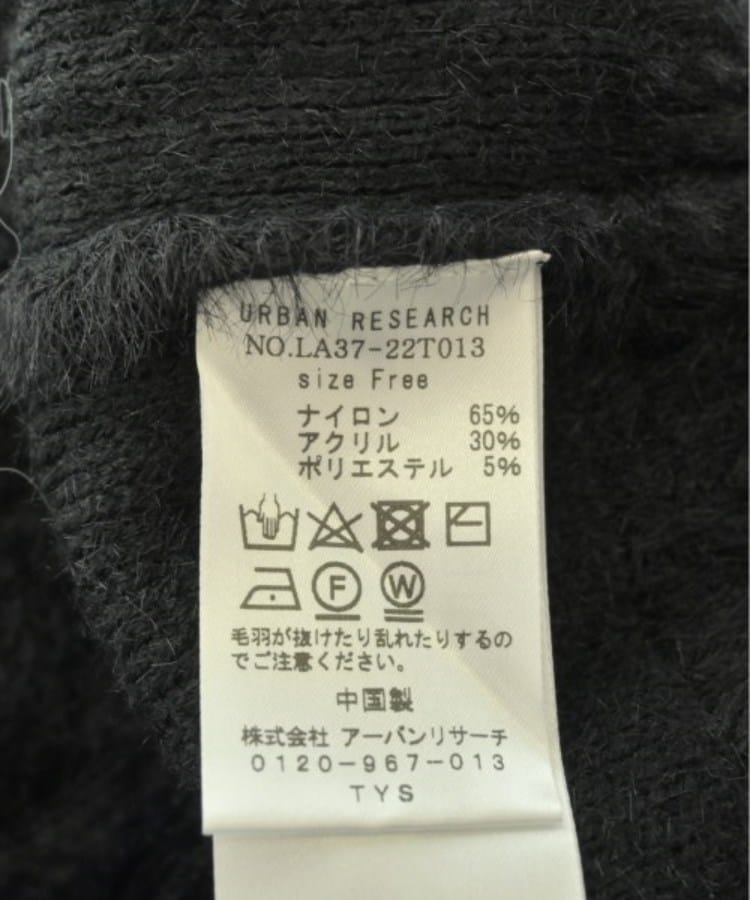 URBAN RESEARCH
NO.LA37-22T013
size Free
ナイロン 65%
アクリル 30%
ポリエステル 5%
F W
毛羽が抜けたり乱れたりするの
でご注意ください。
中国製
株式会社 アーバンリサーチ
0120-967-013
TYS